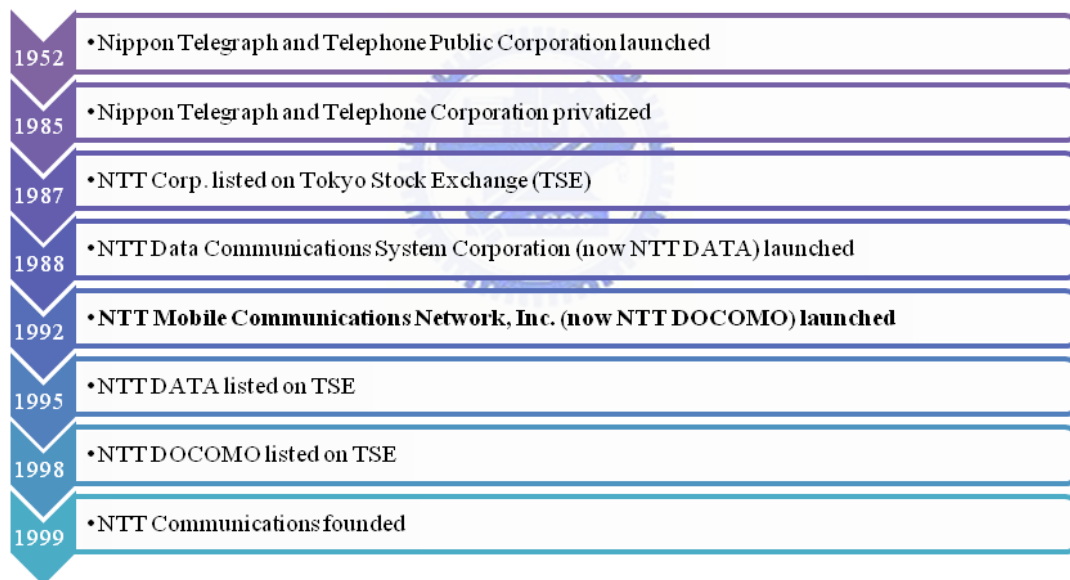 1952
•Nippon Telegraph and Telephone Public Corporation launched
1985
•Nippon Telegraph and Telephone Corporation privatized
1987
•NTT Corp. listed on Tokyo Stock Exchange (TSE)
1988
•NTT Data Communications System Corporation (now NTT DATA) launched
1992
•NTT Mobile Communications Network, Inc. (now NTT DOCOMO) launched
1995
•NTT DATA listed on TSE
1998
•NTT DOCOMO listed on TSE
1999
•NTT Communications founded